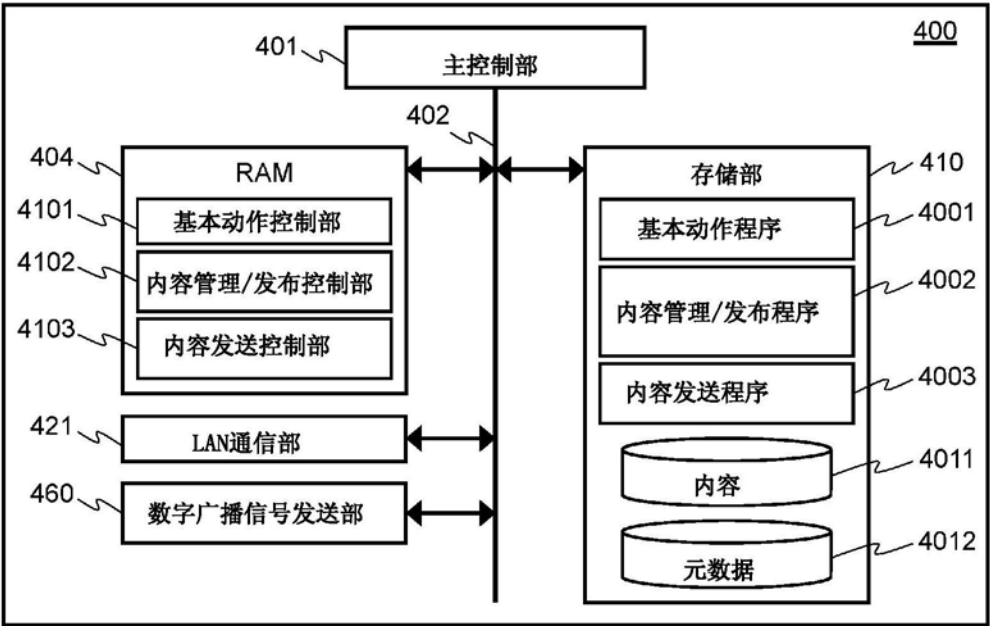 400
401
主控制部
402
404
RAM
4101
基本动作控制部
4102
内容管理/发布控制部
4103
内容发送控制部
421
LAN通信部
460
数字广播信号发送部
存储部
410
基本动作程序
4001
内容管理/发布程序
4002
内容发送程序
4003
内容
4011
元数据
4012